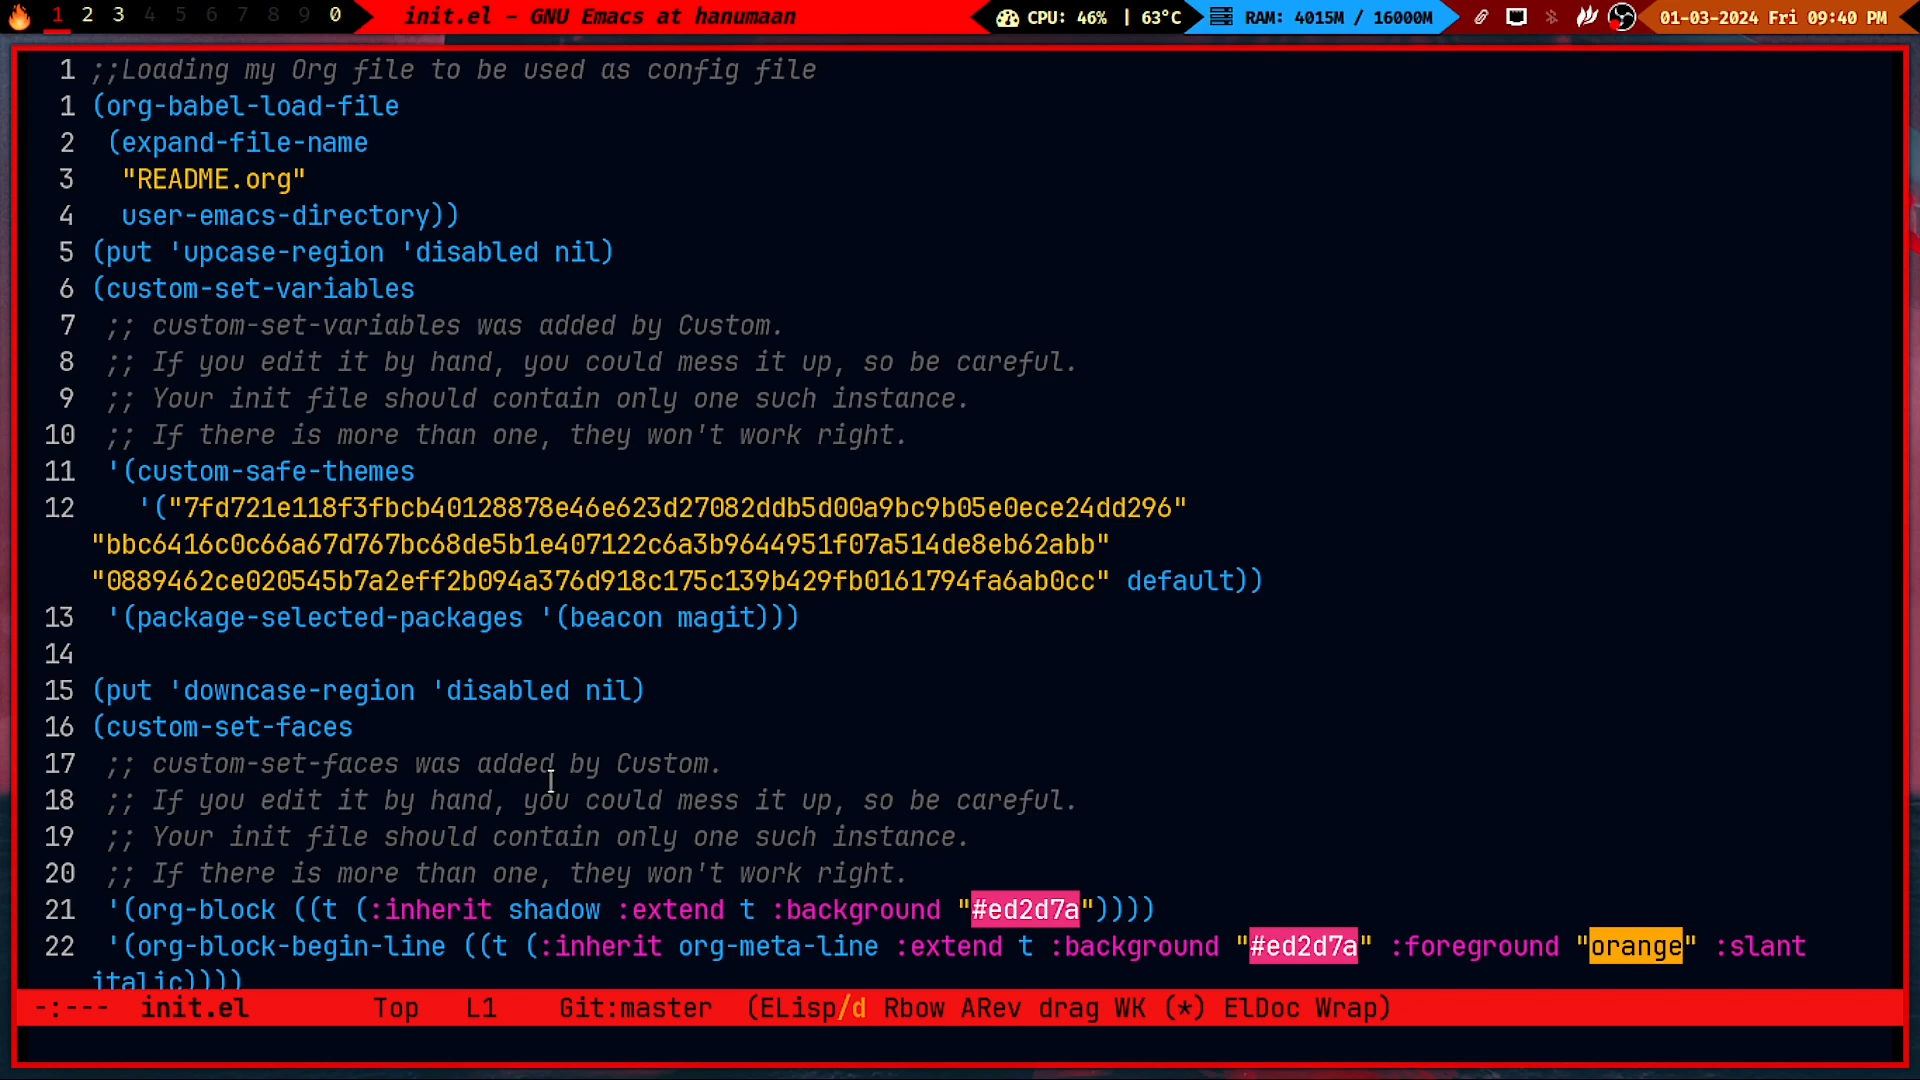 1 2 3 4 5 6 7 8 9 0 init.el – GNU Emacs at hanumaan CPU: 46% | 63°C RAM: 4015M / 16000M 01-03-2024 Fri 09:40 PM
1 ;;Loading my Org file to be used as config file
1 (org-babel-load-file
2 (expand-file-name
3 "README.org"
4 user-emacs-directory))
5 (put 'upcase-region 'disabled nil)
6 (custom-set-variables
7 ;; custom-set-variables was added by Custom.
8 ;; If you edit it by hand, you could mess it up, so be careful.
9 ;; Your init file should contain only one such instance.
10 ;; If there is more than one, they won't work right.
11 '(custom-safe-themes
12 '("7fd721e118f3fbcb40128878e46e623d27082ddb5d00a9bc9b05e0ece24dd296"
"bbc6416c0c66a67d767bc68de5b1e407122c6a3b9644951f07a514de8eb62abb"
"0889462ce020545b7a2eff2b094a376d918c175c139b429fb0161794fa6ab0cc" default))
13 '(package-selected-packages '(beacon magit)))
14
15 (put 'downcase-region 'disabled nil)
16 (custom-set-faces
17 ;; custom-set-faces was added by Custom.
18 ;; If you edit it by hand, you could mess it up, so be careful.
19 ;; Your init file should contain only one such instance.
20 ;; If there is more than one, they won't work right.
21 '(org-block ((t (:inherit shadow :extend t :background "#ed2d7a"))))
22 '(org-block-begin-line ((t (:inherit org-meta-line :extend t :background "#ed2d7a" :foreground "orange" :slant
italic))))
-:--- init.el Top L1 Git:master (ELisp/d Rbow ARev drag WK (*) ElDoc Wrap)